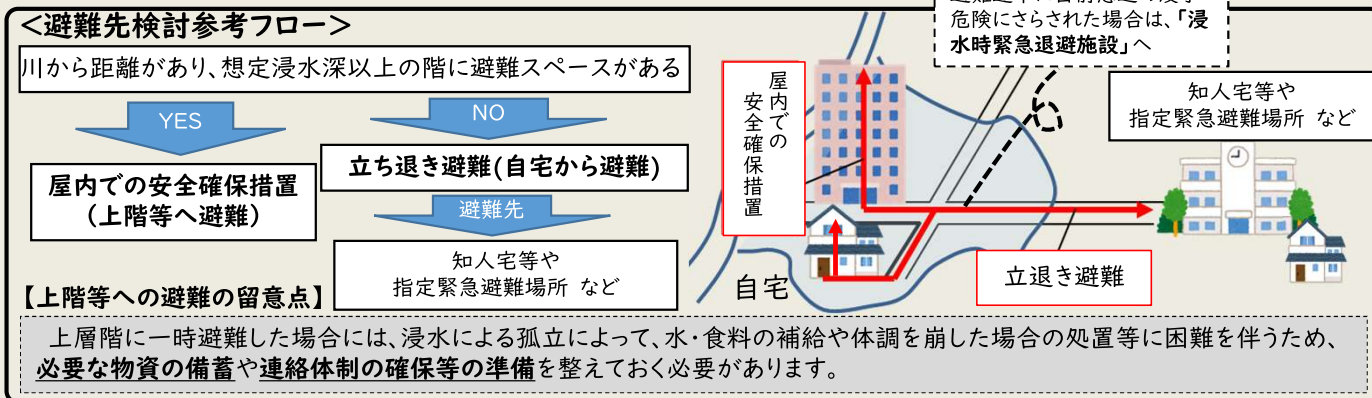 <避難先検討参考フロー>
川から距離があり、想定浸水深以上の階に避難スペースがある
YES
NO
屋内での安全確保措置
(上階等へ避難)
立ち退き避難(自宅から避難)
避難先
知人宅等や
指定緊急避難場所 など
危険にさらされた場合は、「浸
水時緊急退避施設」へ
屋内での
安全確保措置
知人宅等や
指定緊急避難場所 など
自宅
立退き避難
【上階等への避難の留意点】
上層階に一時避難した場合には、浸水による孤立によって、水・食料の補給や体調を崩した場合の処置等に困難を伴うため、
必要な物資の備蓄や連絡体制の確保等の準備を整えておく必要があります。